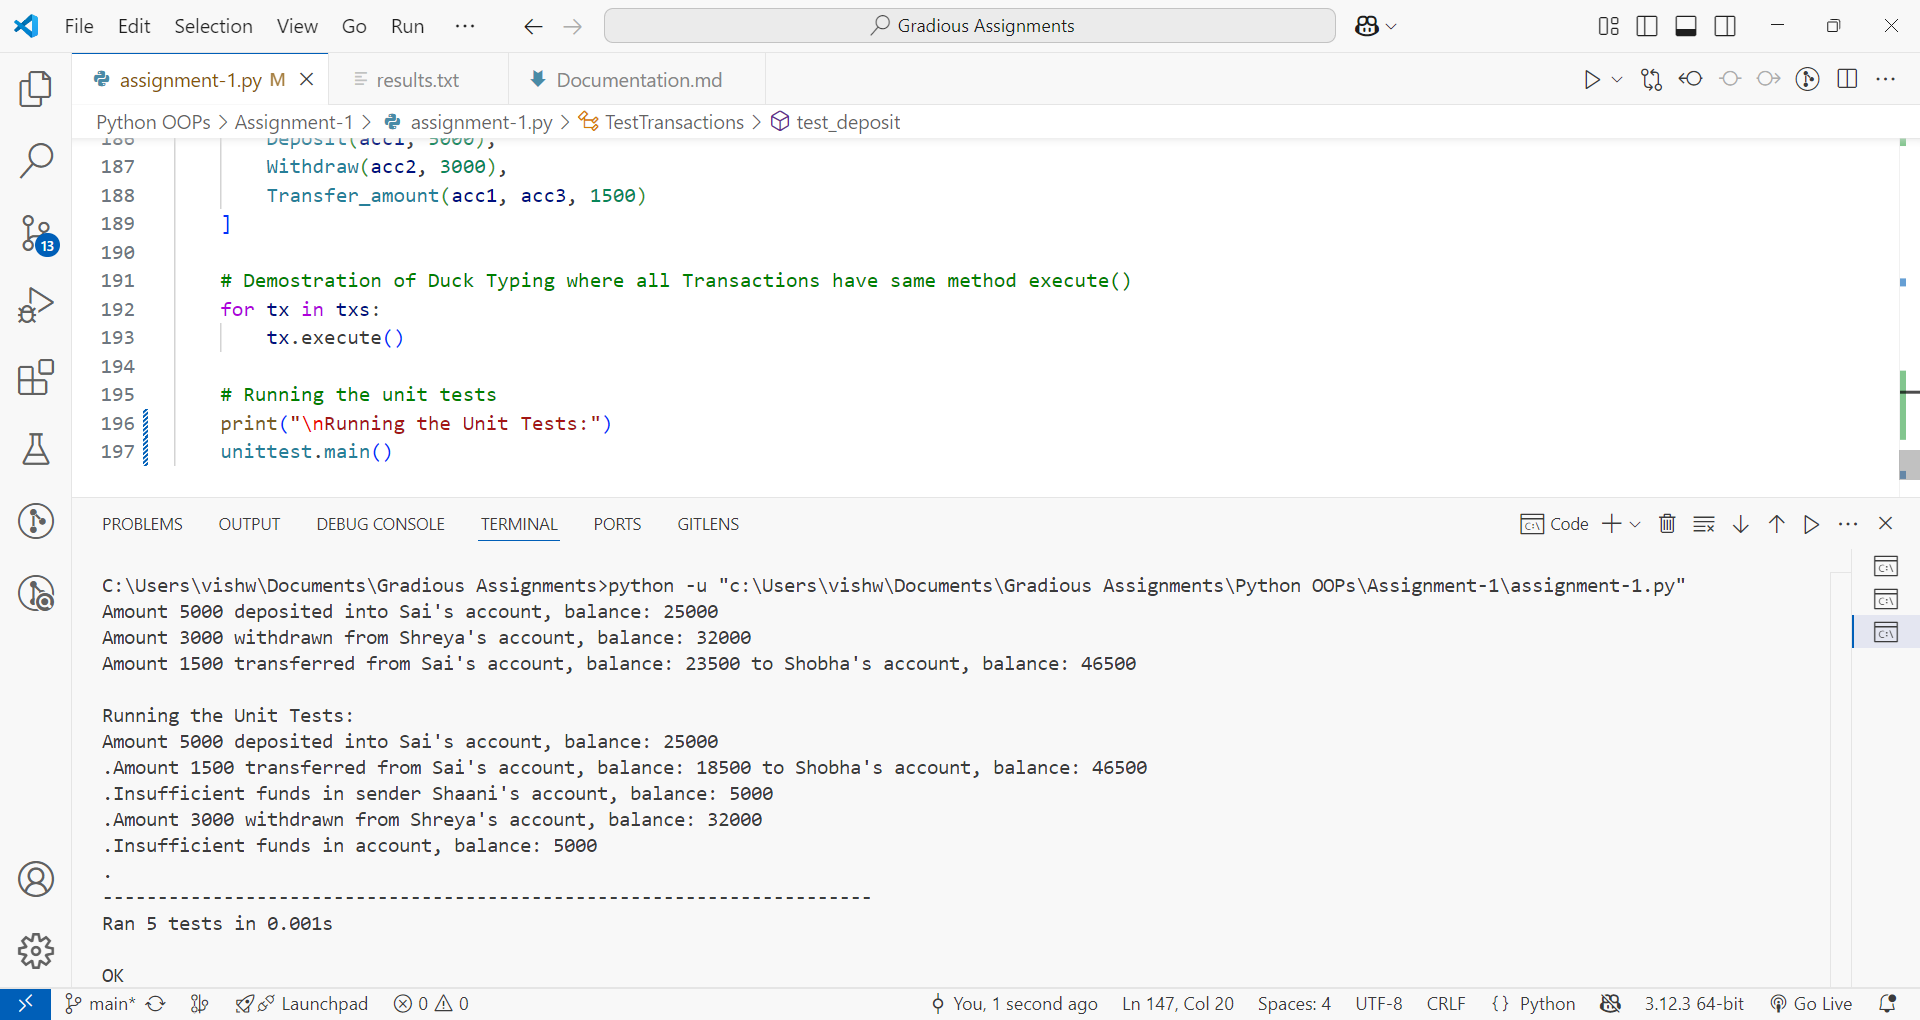 File Edit Selection View Go Run ··· Gradious Assignments
assignment-1.py M results.txt Documentation.md
Python OOPs > Assignment-1 > assignment-1.py > TestTransactions > test_deposit
186 Deposit(acc1, 5000),
187 Withdraw(acc2, 3000),
188 Transfer_amount(acc1, acc3, 1500)
189 ]
190
191 # Demostration of Duck Typing where all Transactions have same method execute()
192 for tx in txs:
193 tx.execute()
194
195 # Running the unit tests
196 print("\nRunning the Unit Tests:")
197 unittest.main()
13
PROBLEMS OUTPUT DEBUG CONSOLE TERMINAL PORTS GITLENS Code
C:\Users\vishw\Documents\Gradious Assignments>python -u "c:\Users\vishw\Documents\Gradious Assignments\Python OOPs\Assignment-1\assignment-1.py"
Amount 5000 deposited into Sai's account, balance: 25000
Amount 3000 withdrawn from Shreya's account, balance: 32000
Amount 1500 transferred from Sai's account, balance: 23500 to Shobha's account, balance: 46500
Running the Unit Tests:
Amount 5000 deposited into Sai's account, balance: 25000
.Amount 1500 transferred from Sai's account, balance: 18500 to Shobha's account, balance: 46500
.Insufficient funds in sender Shaani's account, balance: 5000
.Amount 3000 withdrawn from Shreya's account, balance: 32000
.Insufficient funds in account, balance: 5000
.
----------------------------------------------------------------------
Ran 5 tests in 0.001s
OK
main* Launchpad 0 0 You, 1 second ago Ln 147, Col 20 Spaces: 4 UTF-8 CRLF {} Python 3.12.3 64-bit Go Live